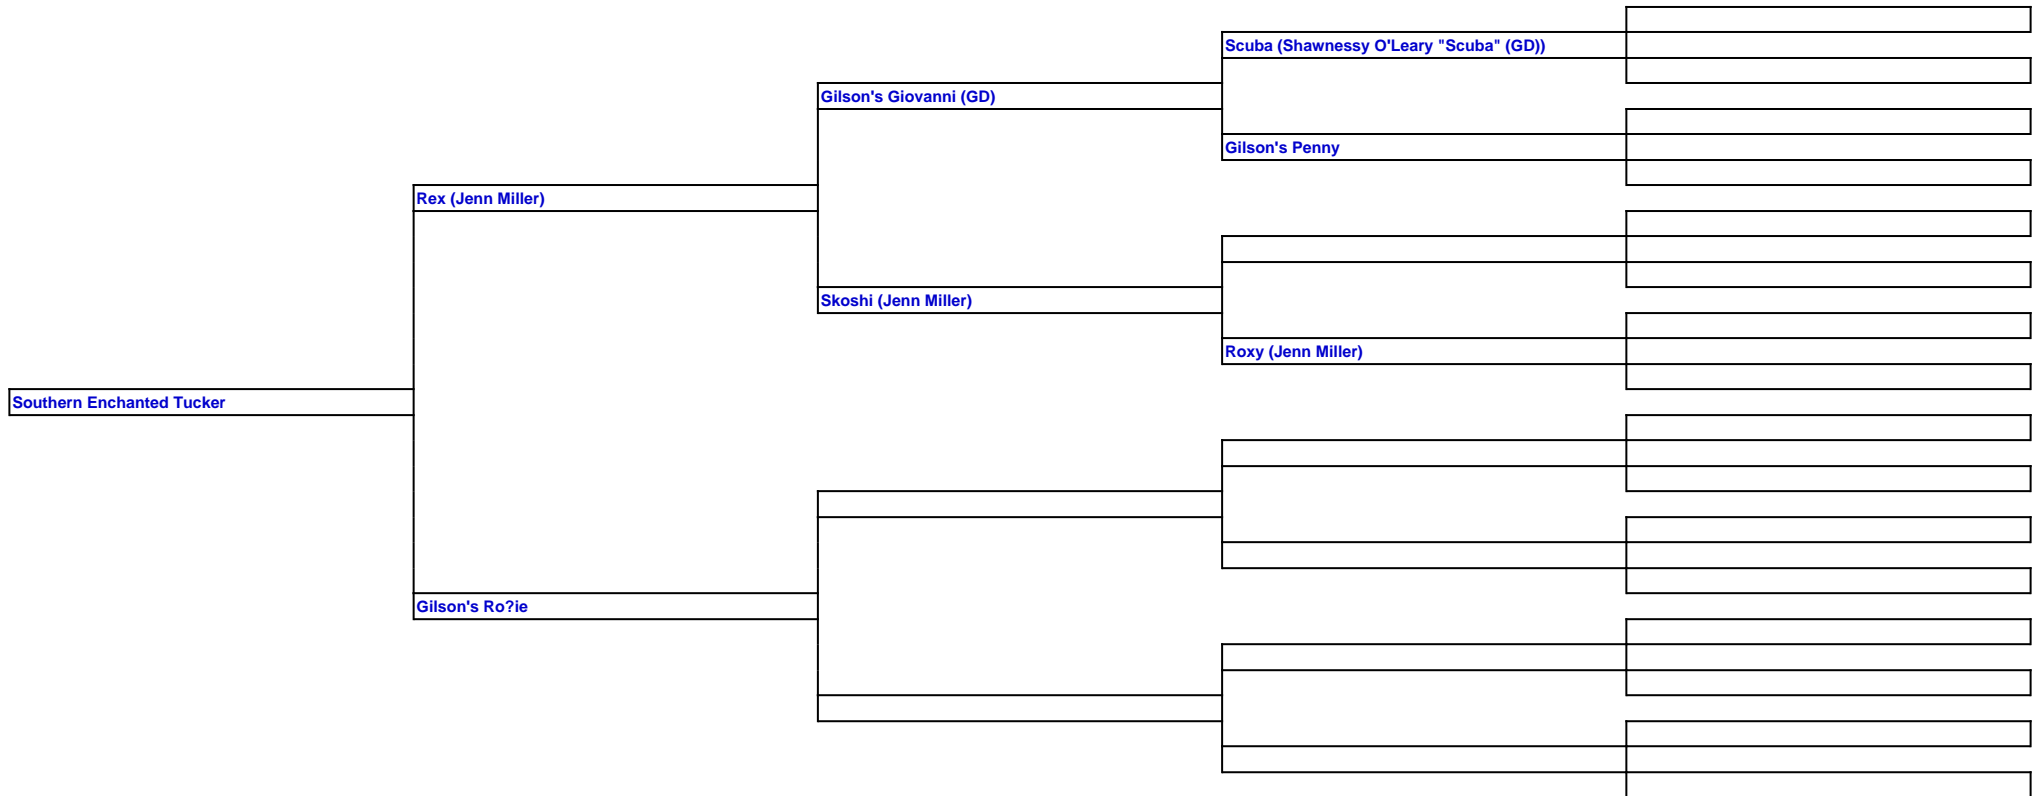 Scuba (Shawnessy O'Leary "Scuba" (GD))
Gilson's Giovanni (GD)
Gilson's Penny
Rex (Jenn Miller)
Skoshi (Jenn Miller)
Roxy (Jenn Miller)
Southern Enchanted Tucker
Gilson's Ro?ie